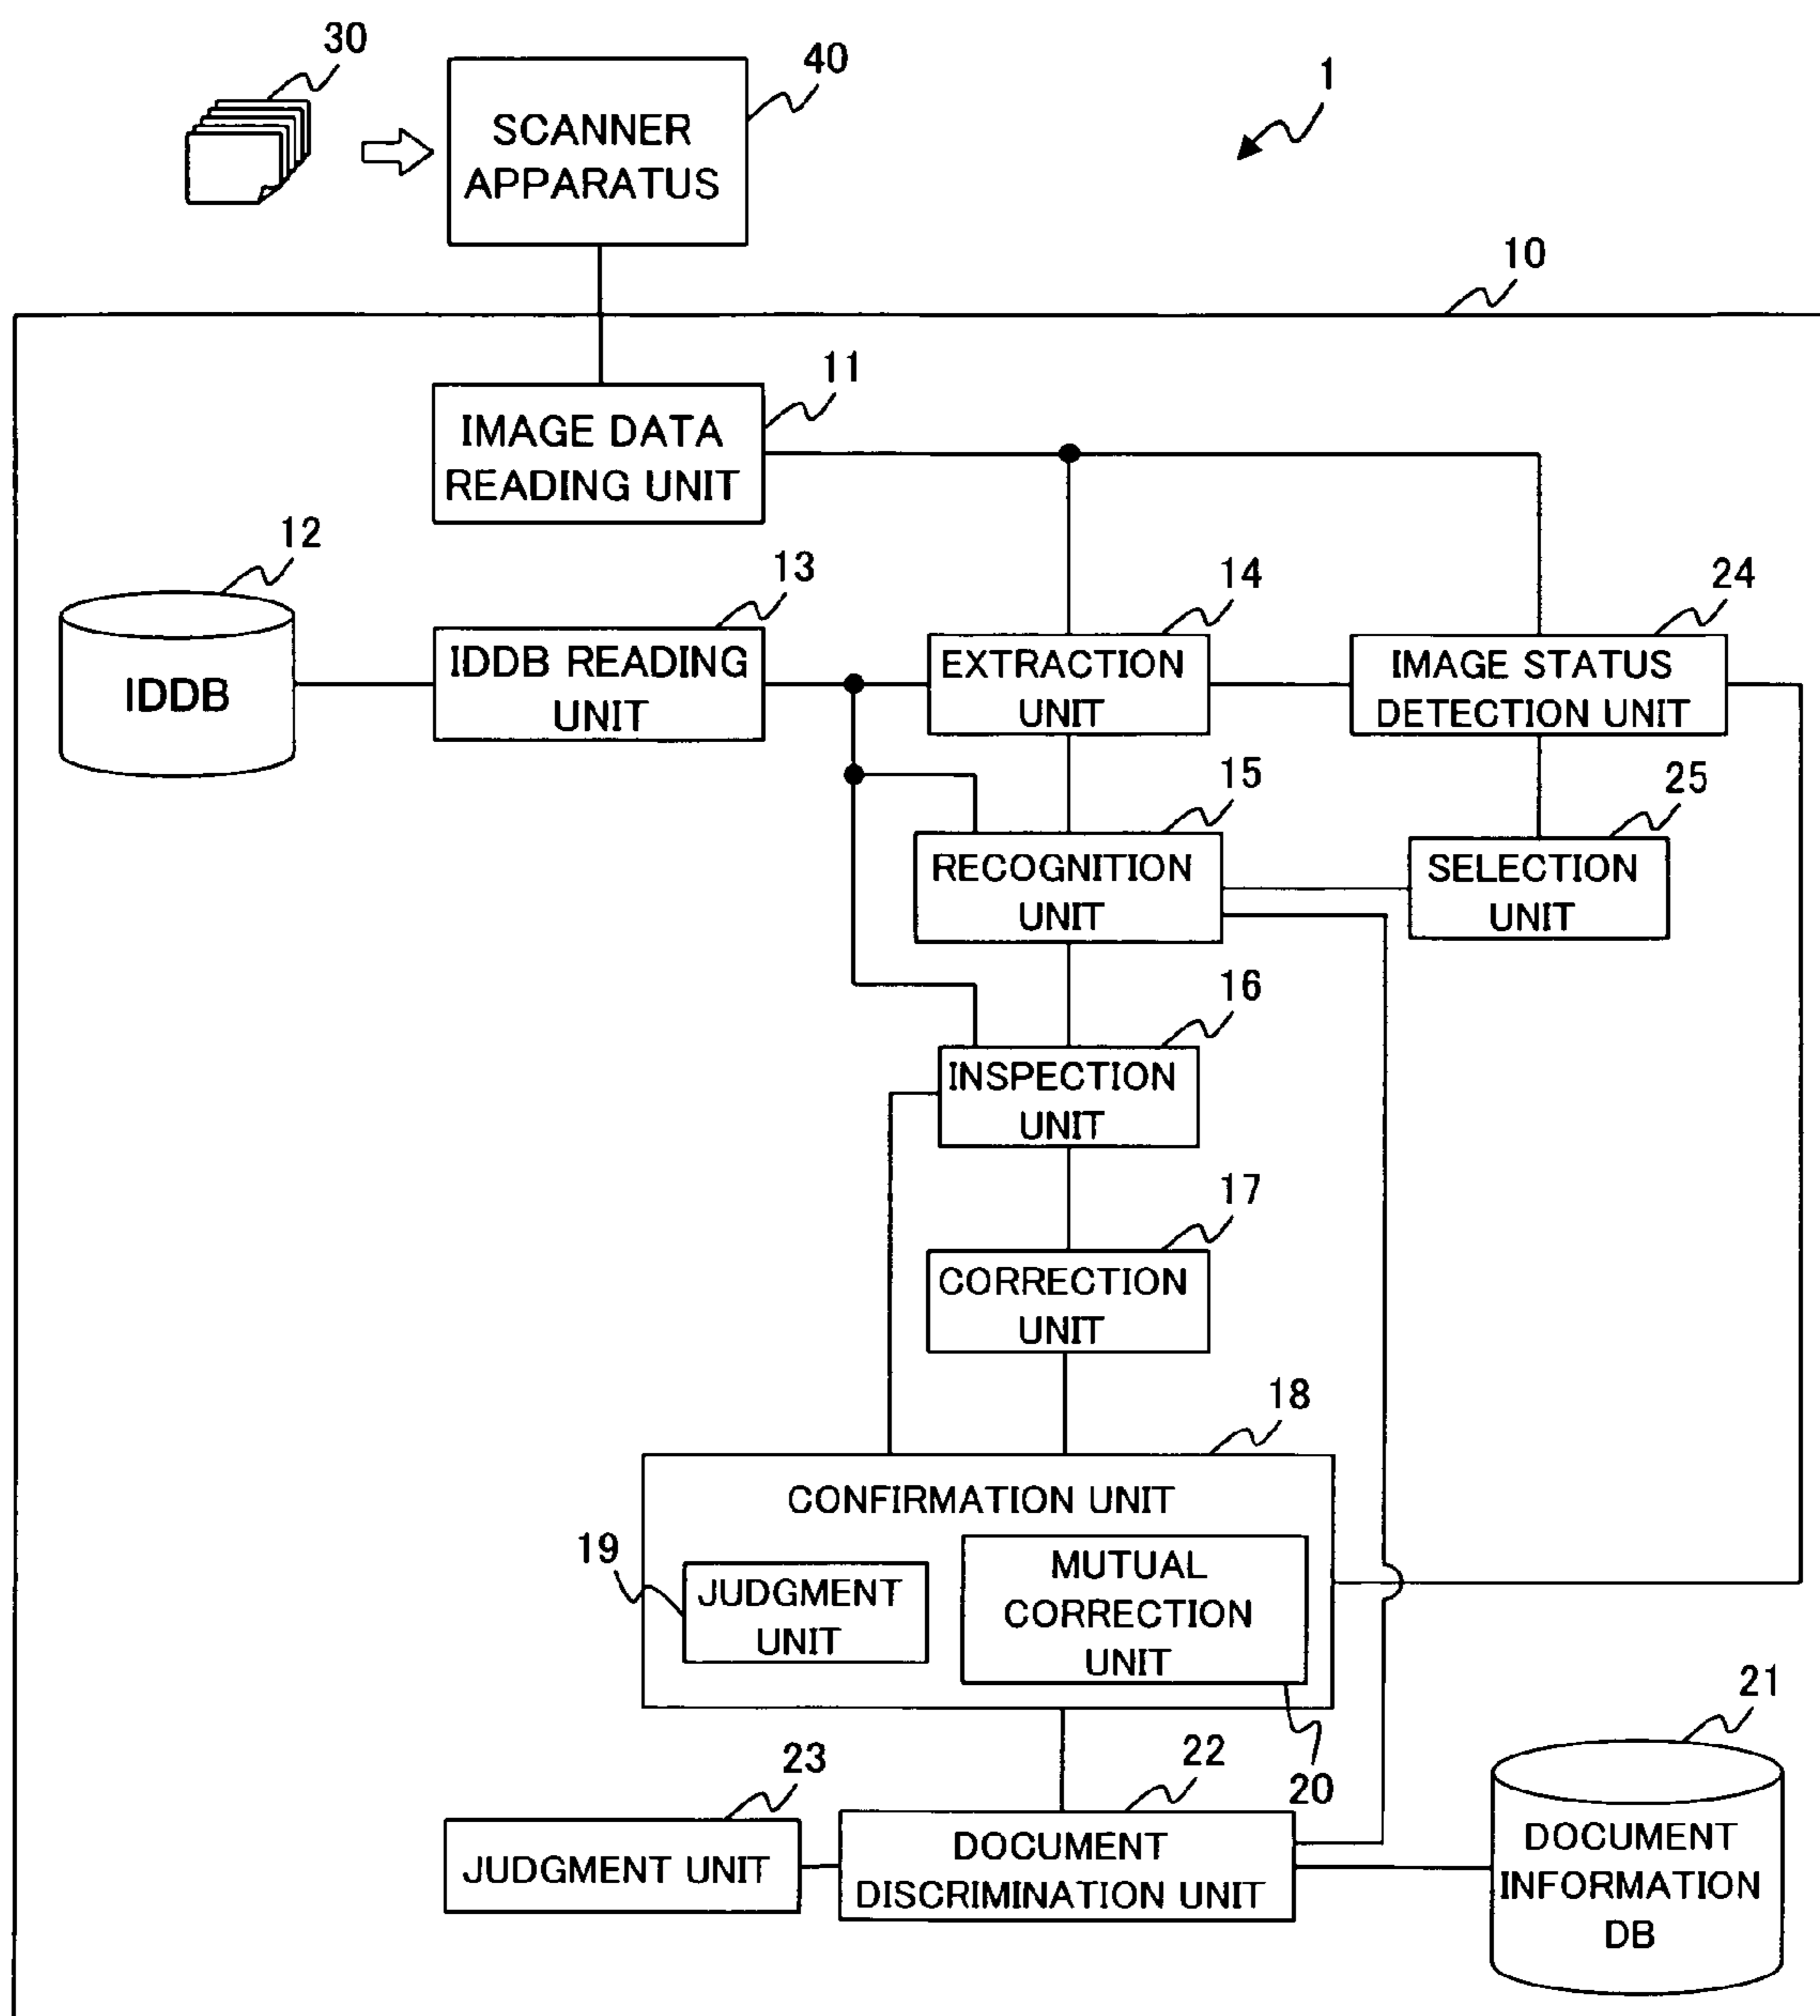 30
40
1
SCANNER
APPARATUS
10
11
IMAGE DATA
READING UNIT
12
13
14
24
IDDB
IDDB READING
UNIT
EXTRACTION
UNIT
IMAGE STATUS
DETECTION UNIT
15
25
RECOGNITION
UNIT
SELECTION
UNIT
16
INSPECTION
UNIT
17
CORRECTION
UNIT
18
CONFIRMATION UNIT
19
JUDGMENT
UNIT
MUTUAL
CORRECTION
UNIT
20
21
22
23
JUDGMENT UNIT
DOCUMENT
DISCRIMINATION UNIT
DOCUMENT
INFORMATION
DB